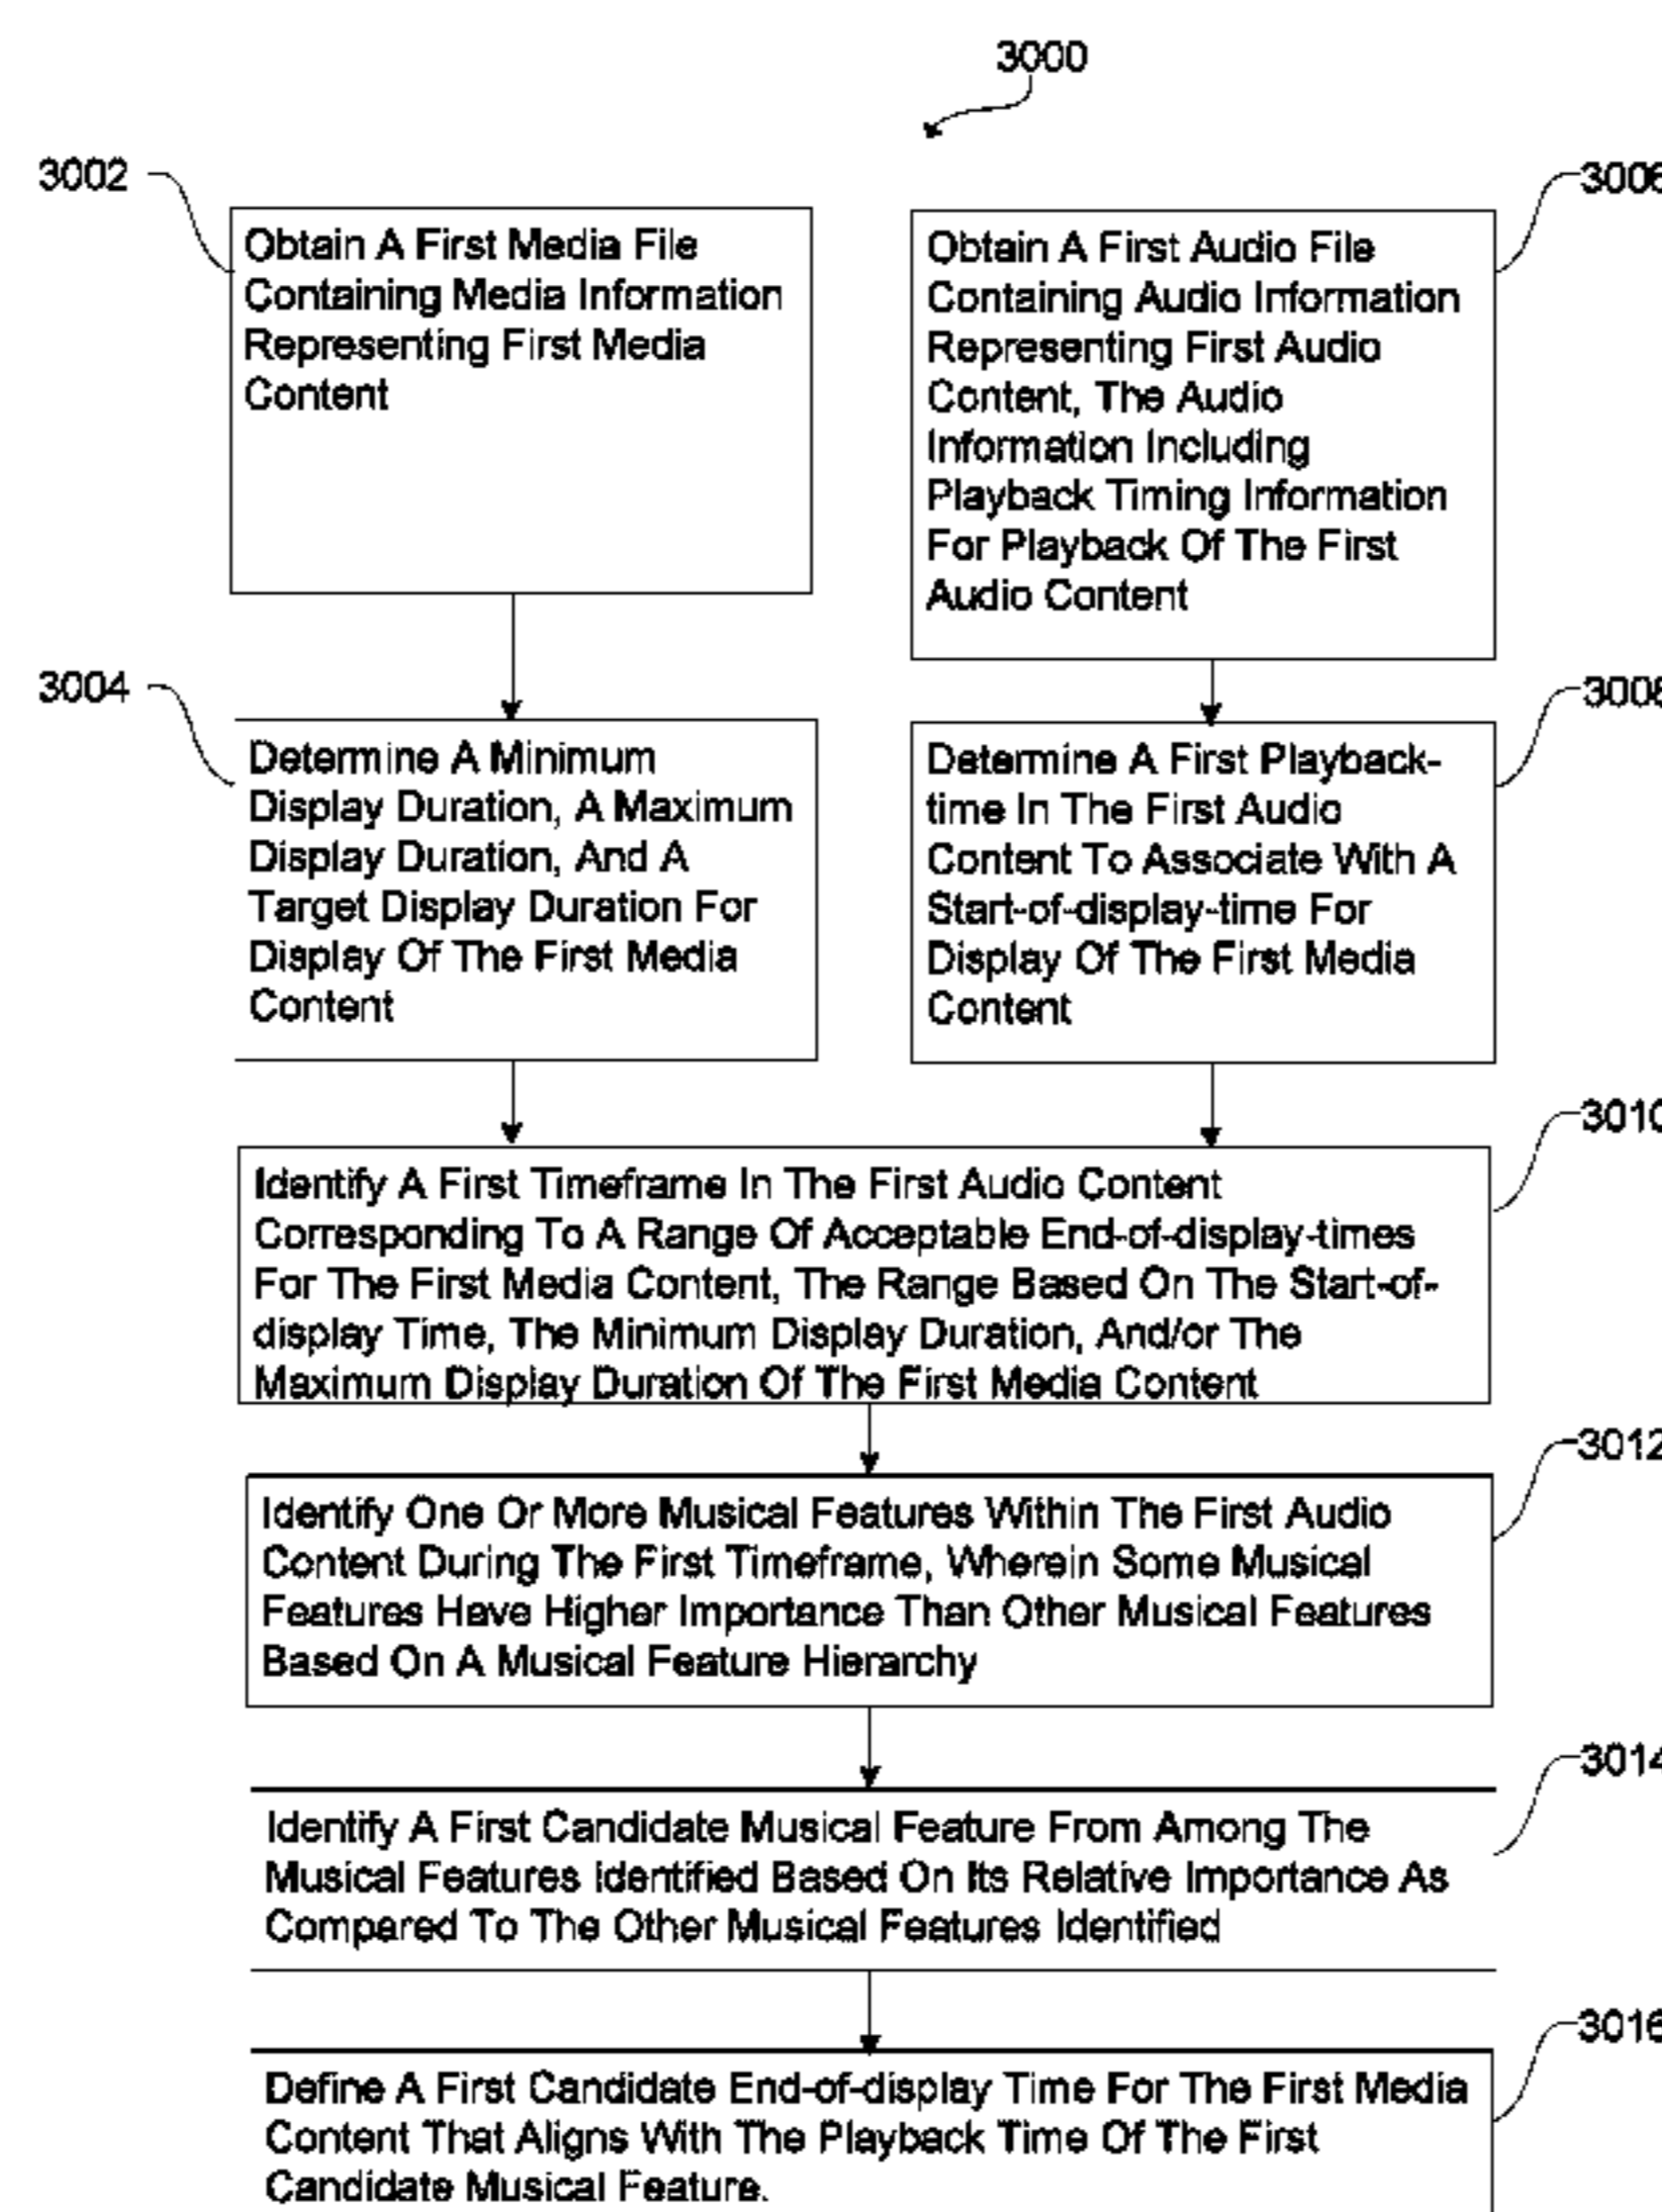 3000
3002
Obtain A First Media File
Containing Media Information
Representing First Media
Content
3006
Obtain A First Audio File
Containing Audio Information
Representing First Audio
Content, The Audio
Information Including
Playback Timing Information
For Playback Of The First
Audio Content
3004
Determine A Minimum
Display Duration, A Maximum
Display Duration, And A
Target Display Duration For
Display Of The First Media
Content
3008
Determine A First Playback-
time In The First Audio
Content To Associate With A
Start-of-display-time For
Display Of The First Media
Content
3010
Identify A First Timeframe In The First Audio Content
Corresponding To A Range Of Acceptable End-of-display-times
For The First Media Content, The Range Based On The Start-of-
display Time, The Minimum Display Duration, And/or The
Maximum Display Duration Of The First Media Content
3012
Identify One Or More Musical Features Within The First Audio
Content During The First Timeframe, Wherein Some Musical
Features Have Higher Importance Than Other Musical Features
Based On A Musical Feature Hierarchy
3014
Identify A First Candidate Musical Feature From Among The
Musical Features Identified Based On Its Relative Importance As
Compared To The Other Musical Features Identified
3016
Define A First Candidate End-of-display Time For The First Media
Content That Aligns With The Playback Time Of The First
Candidate Musical Feature.